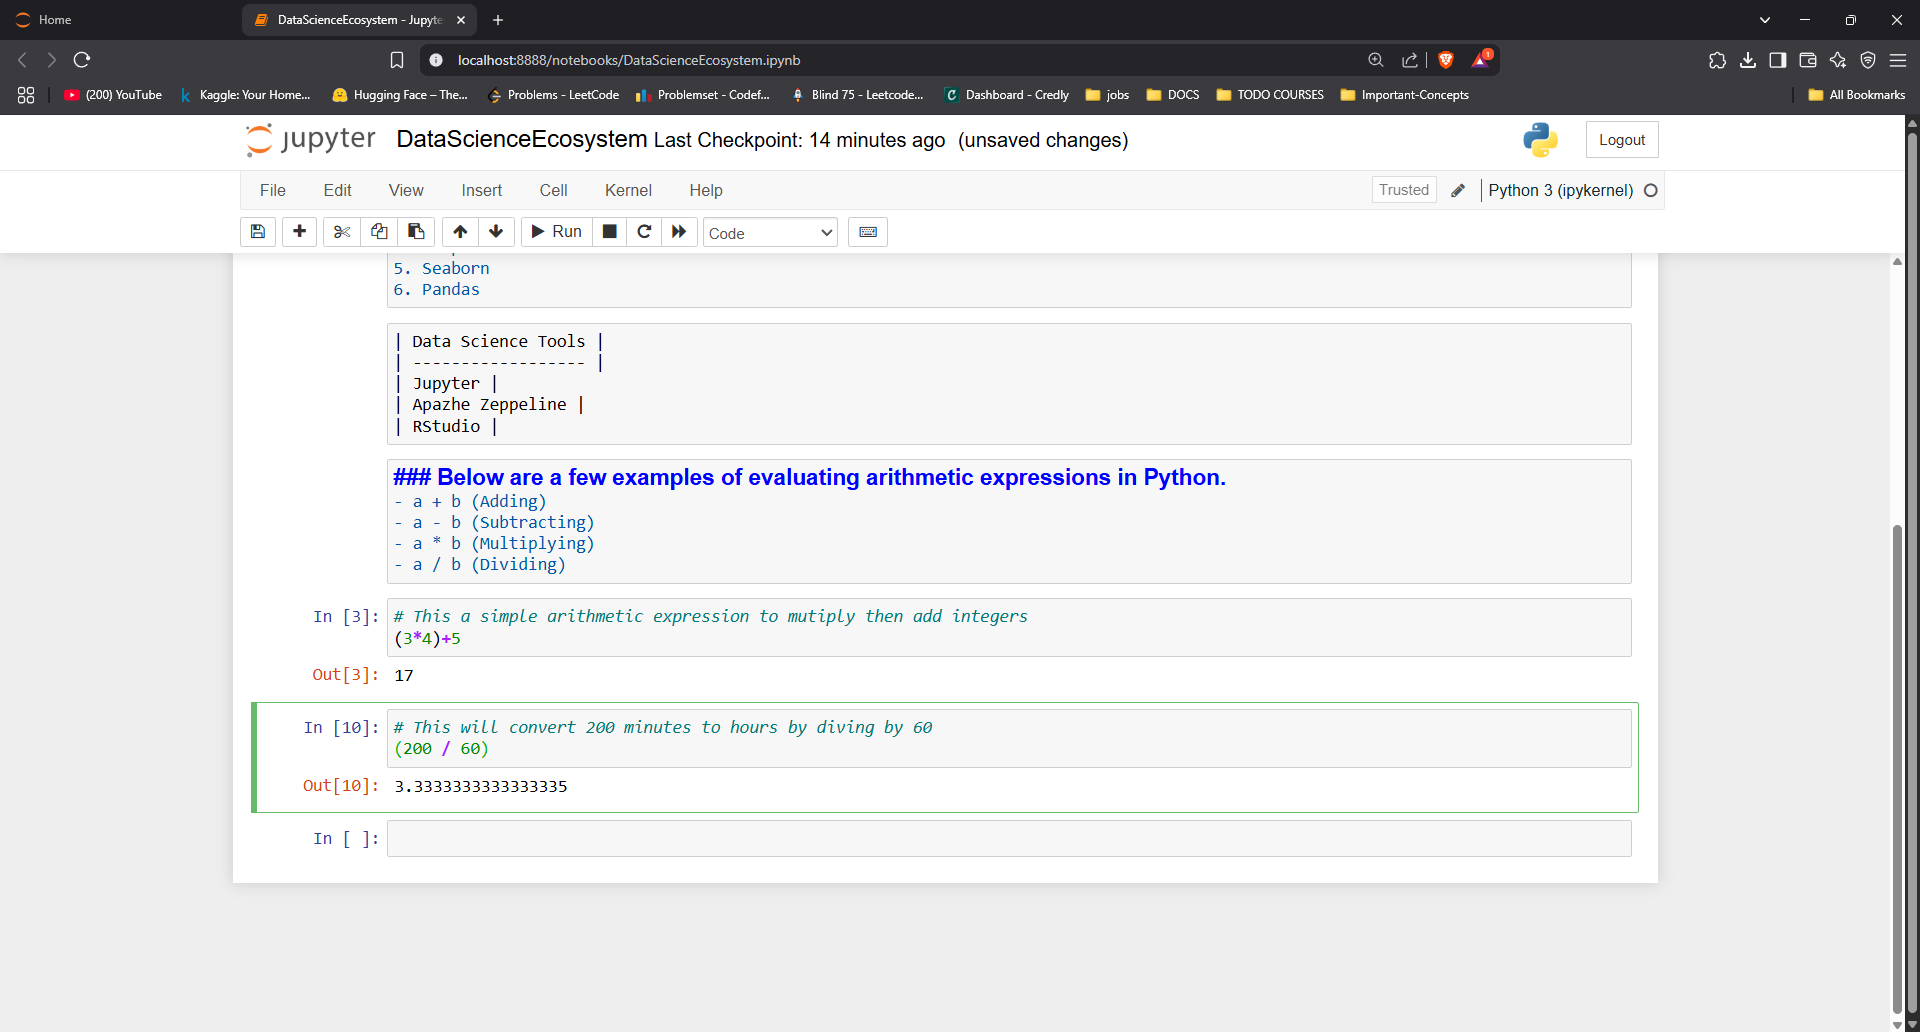 Home
DataScienceEcosystem - Jupyte
localhost:8888/notebooks/DataScienceEcosystem.ipynb
1
(200) YouTube
Kaggle: Your Home...
Hugging Face – The...
Problems - LeetCode
Problemset - Codef...
Blind 75 - Leetcode...
Dashboard - Credly
jobs
DOCS
TODO COURSES
Important-Concepts
All Bookmarks
jupyter DataScienceEcosystem Last Checkpoint: 14 minutes ago (unsaved changes)
Logout
File Edit View Insert Cell Kernel Help
Trusted
Python 3 (ipykernel)
Run
Code
5. Seaborn
6. Pandas
| Data Science Tools |
| ------------------ |
| Jupyter |
| Apazhe Zeppeline |
| RStudio |
### Below are a few examples of evaluating arithmetic expressions in Python.
- a + b (Adding)
- a - b (Subtracting)
- a * b (Multiplying)
- a / b (Dividing)
In [3]: # This a simple arithmetic expression to mutiply then add integers
(3*4)+5
Out[3]: 17
In [10]: # This will convert 200 minutes to hours by diving by 60
(200 / 60)
Out[10]: 3.3333333333333335
In [ ]: